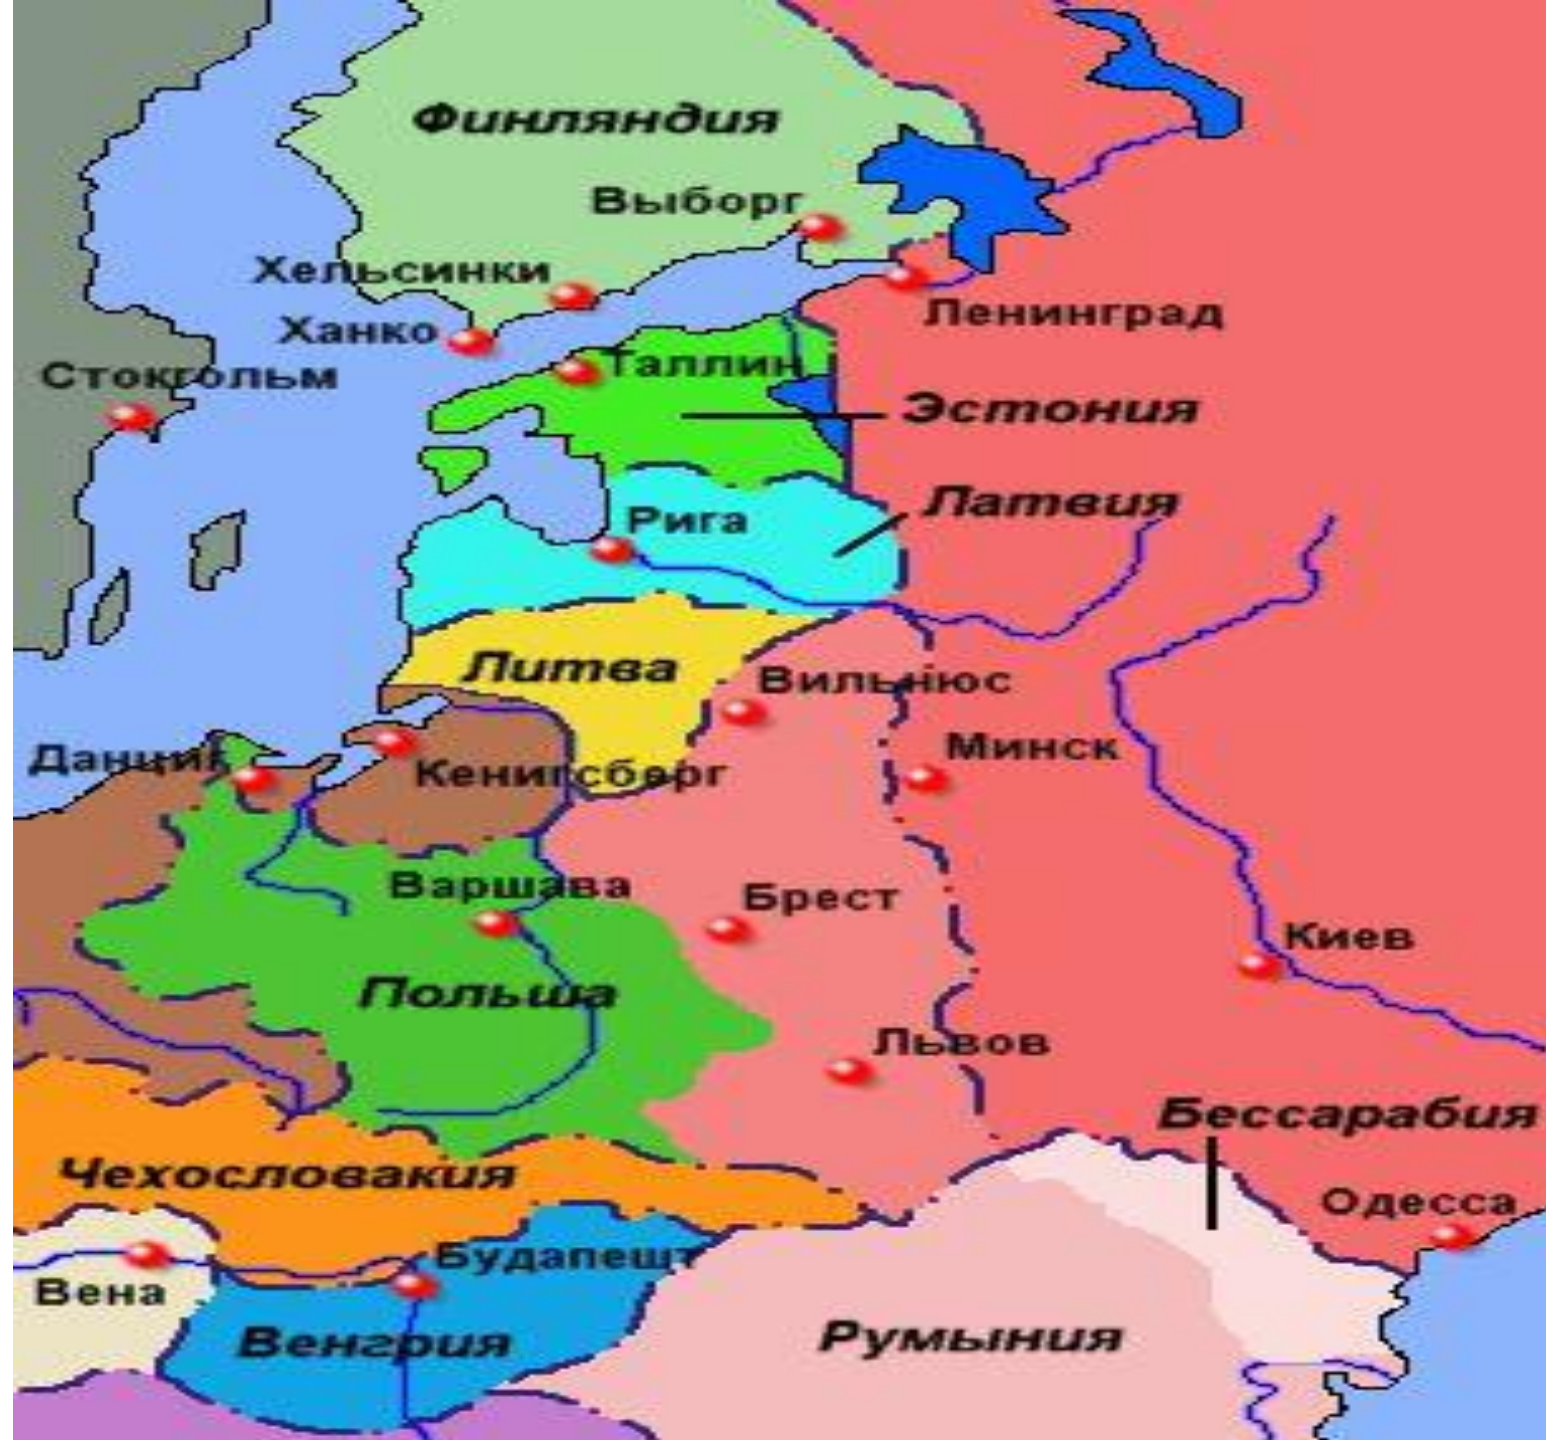 Финляндия
Выборг
Хельсинки
Ханко
Ленинград
Таллин
Стокгольм
Эстония
Латвия
Рига
Литва
Вильнюс
Минск
Данциг
Кенигсберг
Варшава
Брест
Киев
Польша
Львов
Бессарабия
Чехословакия
Одесса
Будапешт
Вена
Венгрия
Румыния